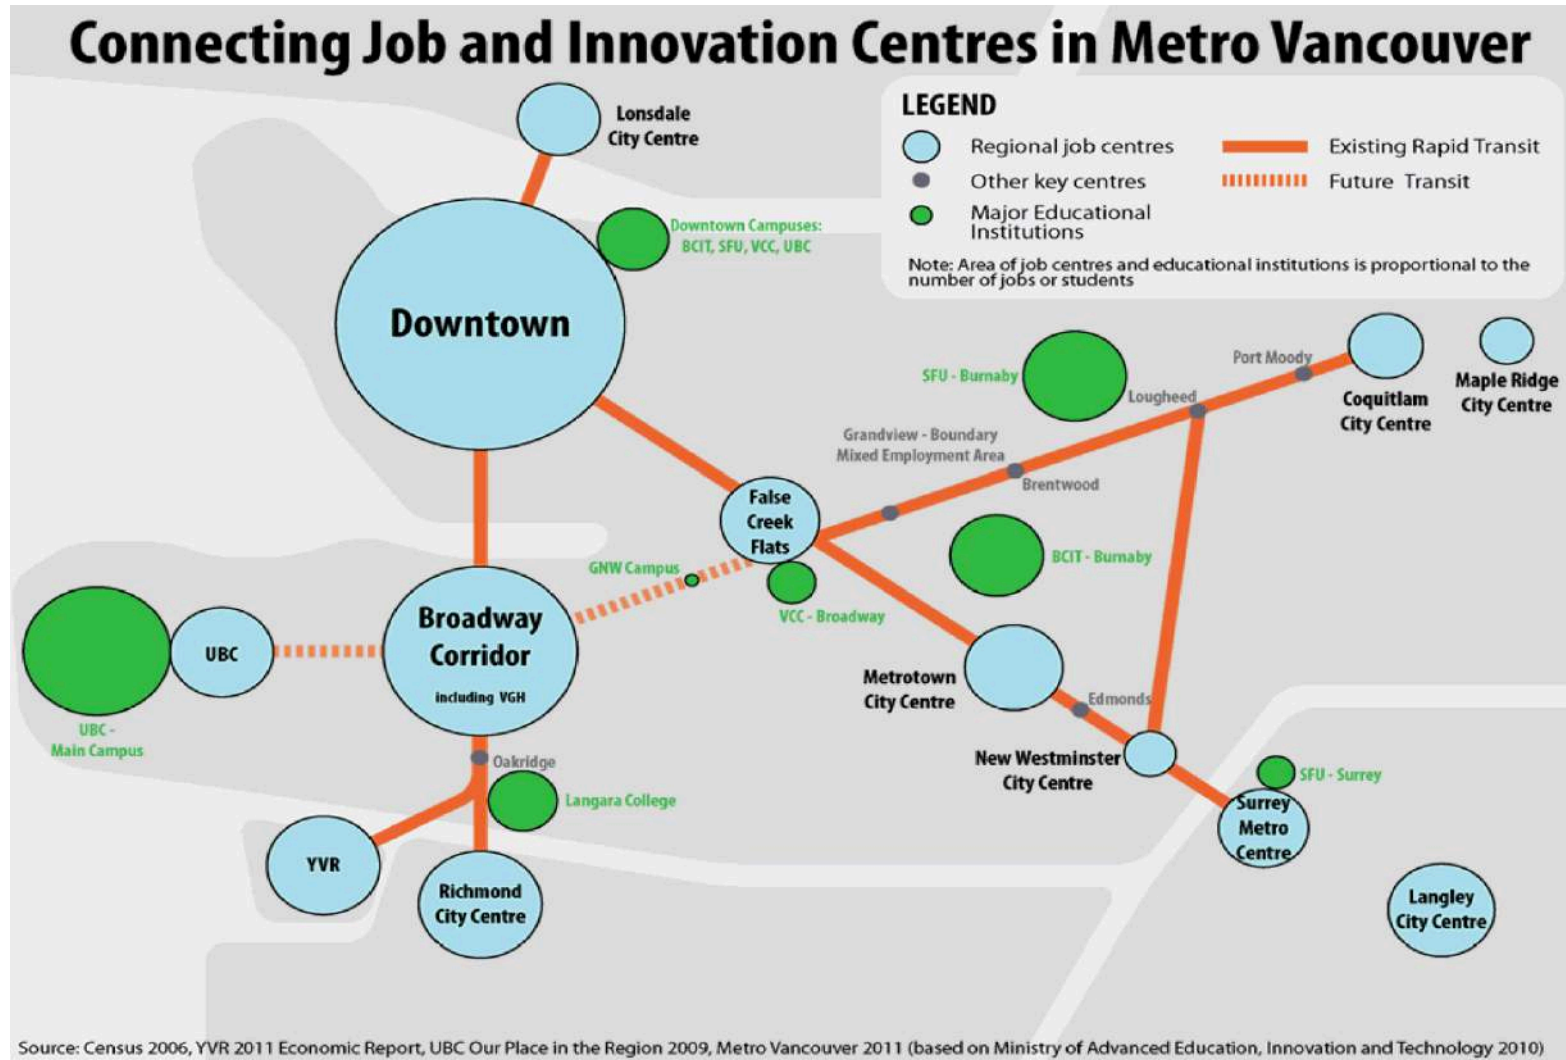 Connecting Job and Innovation Centres in Metro Vancouver
LEGEND
Regional job centres
Existing Rapid Transit
Other key centres
Future Transit
Major Educational
Institutions
Note: Area of job centres and educational institutions is proportional to the
number of jobs or students
Lonsdale
City Centre
Downtown Campuses:
BCIT, SFU, VCC, UBC
Downtown
SFU - Burnaby
Port Moody
Lougheed
Coquitlam
City Centre
Maple Ridge
City Centre
Grandview - Boundary
Mixed Employment Area
Brentwood
False
Creek
Flats
GNW Campus
BCIT - Burnaby
VCC - Broadway
Broadway
Corridor
including VGH
UBC
UBC -
Main Campus
Metrotown
City Centre
Edmonds
New Westminster
City Centre
Oakridge
Langara College
SFU - Surrey
Surrey
Metro
Centre
YVR
Richmond
City Centre
Langley
City Centre
Source: Census 2006, YVR 2011 Economic Report, UBC Our Place in the Region 2009, Metro Vancouver 2011 (based on Ministry of Advanced Education, Innovation and Technology 2010)